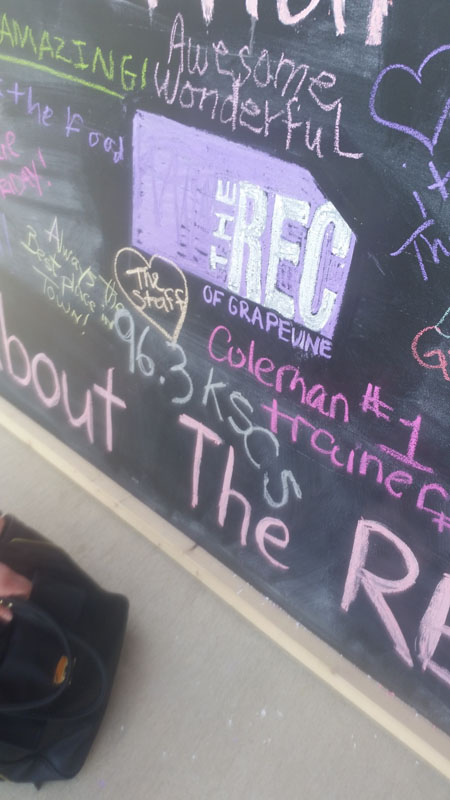 AMAZING!
Awesome
Wonderful
the Food
THE REC
OF GRAPEVINE
Always the
Best place in
Town!
The
Staff
96.3 KSCS
Coleman #1
trainer
About The RE